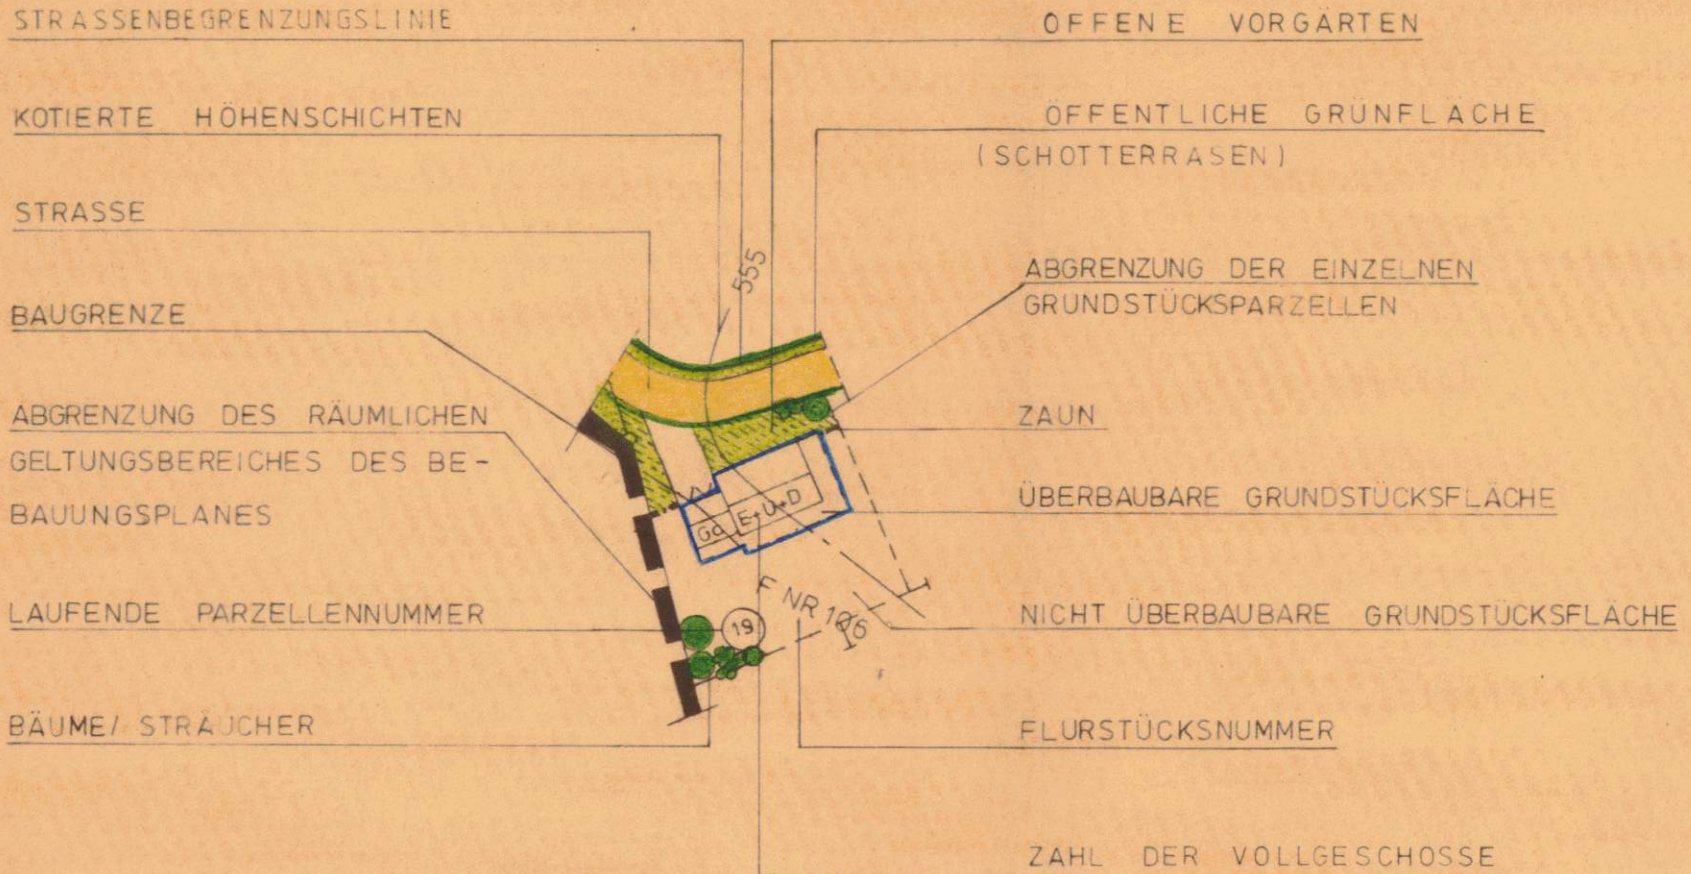 STRASSENBEGRENZUNGSLINIE
KOTIERTE HÖHENSCHICHTEN
STRASSE
BAUGRENZE
ABGRENZUNG DES RÄUMLICHEN
GELTUNGSBEREICHES DES BE-
BAUUNGSPLANES
LAUFENDE PARZELLENNUMMER
BÄUME/ STRÄUCHER
555
Ga
E+U+D
19
F NR 106
OFFENE VORGÄRTEN
ÖFFENTLICHE GRÜNFLÄCHE
(SCHOTTERRASEN)
ABGRENZUNG DER EINZELNEN
GRUNDSTÜCKSPARZELLEN
ZAUN
ÜBERBAUBARE GRUNDSTÜCKSFLÄCHE
NICHT ÜBERBAUBARE GRUNDSTÜCKSFLÄCHE
FLURSTÜCKSNUMMER
ZAHL DER VOLLGESCHOSSE